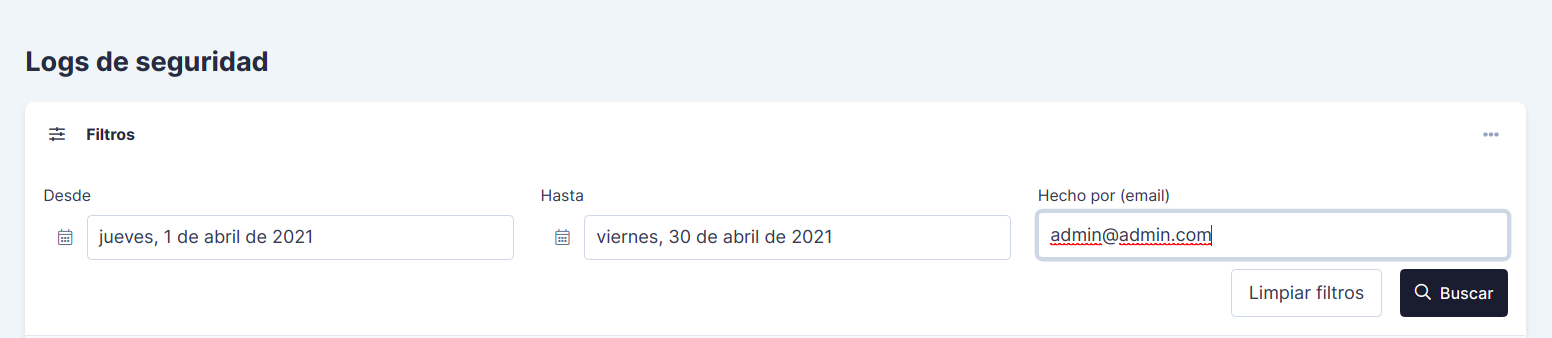 Logs de seguridad
Filtros
Desde
Hasta
Hecho por (email)
jueves, 1 de abril de 2021
viernes, 30 de abril de 2021
admin@admin.com
Limpiar filtros
Buscar